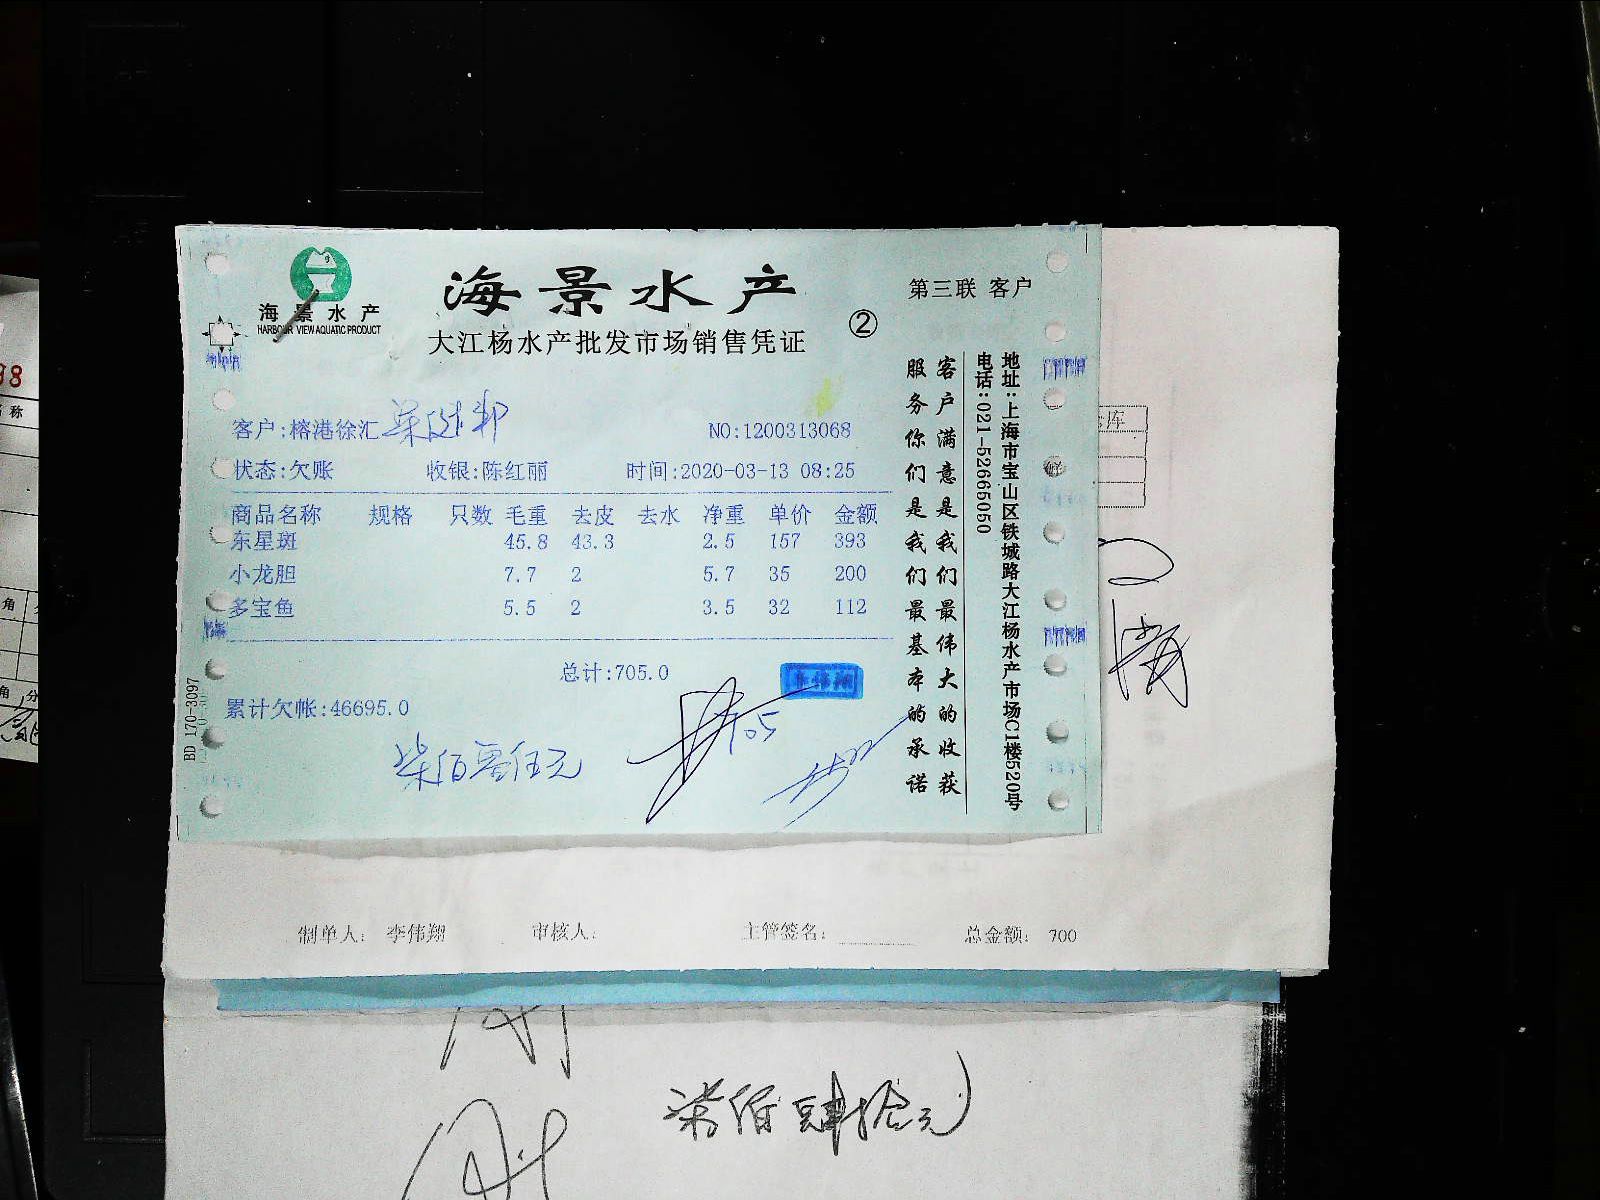 海景水产
HARBOUR VIEW AQUATIC PRODUCT
海景水产
大江杨水产批发市场销售凭证
②
第三联 客户
客户:榕港徐汇
NO:1200313068
状态:欠账 收银:陈红丽 时间:2020-03-13 08:25
商品名称 规格 只数 毛重 去皮 去水 净重 单价 金额
东星斑 45.8 43.3 2.5 157 393
小龙胆 7.7 2 5.7 35 200
多宝鱼 5.5 2 3.5 32 112
总计:705.0
累计欠帐:46695.0
柒佰零伍元
705
BD 170-3097
客户满意是我们最伟大的收获
服务你们是我们最基本的承诺
地址:上海市宝山区铁城路大江杨水产市场C1楼520号
电话:021-52665050
库
制单人: 李伟翔 审核人: 主管签名: 总金额: 700
柒佰肆拾元
98
名称
角
角 分